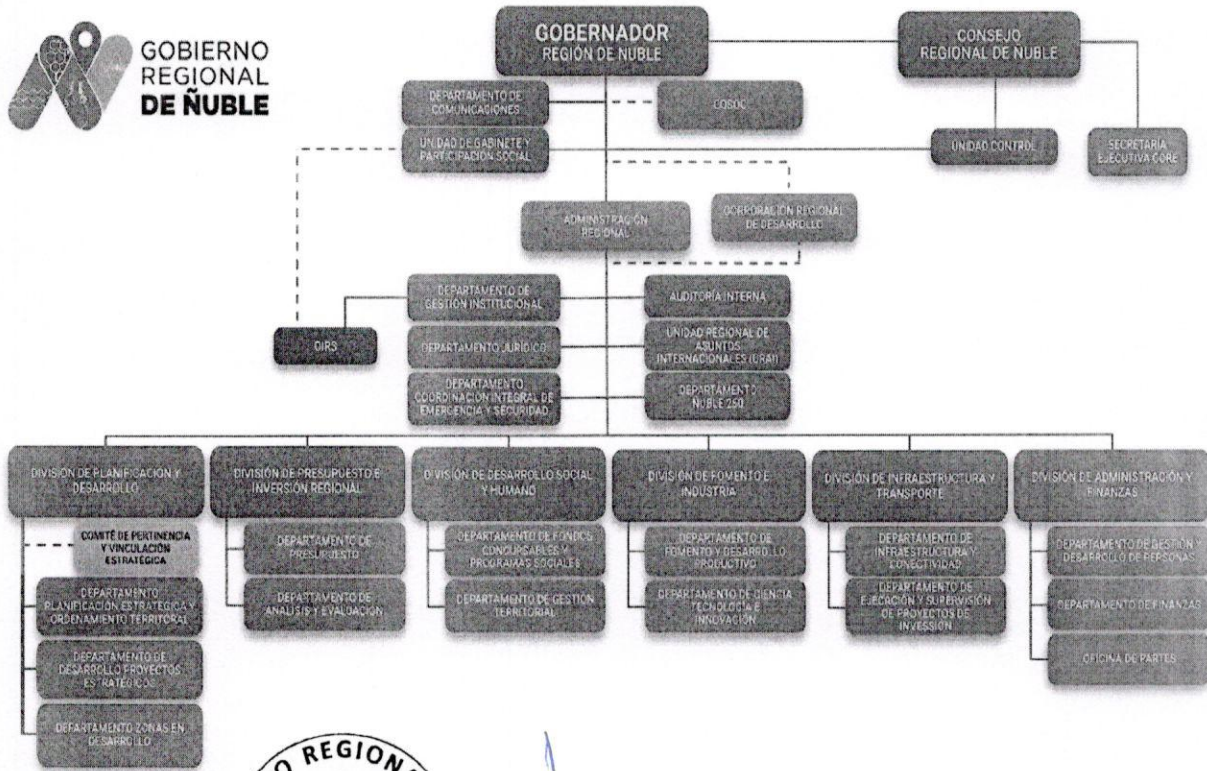 GOBIERNO
REGIONAL
DE ÑUBLE
GOBERNADOR
REGIÓN DE ÑUBLE
CONSEJO
REGIONAL DE ÑUBLE
DEPARTAMENTO DE
COMUNICACIONES
COSOC
UNIDAD DE GABINETE Y
PARTICIPACIÓN SOCIAL
UNIDAD CONTROL
SECRETARÍA
EJECUTIVA CORE
ADMINISTRACIÓN
REGIONAL
CORPORACIÓN REGIONAL
DE DESARROLLO
DEPARTAMENTO DE
GESTIÓN INSTITUCIONAL
AUDITORÍA INTERNA
OIRS
DEPARTAMENTO JURÍDICO
UNIDAD REGIONAL DE
ASUNTOS
INTERNACIONALES (URAI)
DEPARTAMENTO
COORDINACIÓN INTEGRAL DE
EMERGENCIA Y SEGURIDAD
DEPARTAMENTO
ÑUBLE 250
DIVISIÓN DE PLANIFICACIÓN Y
DESARROLLO
DIVISIÓN DE PRESUPUESTO E
INVERSIÓN REGIONAL
DIVISIÓN DE DESARROLLO SOCIAL
Y HUMANO
DIVISIÓN DE FOMENTO E
INDUSTRIA
DIVISIÓN DE INFRAESTRUCTURA Y
TRANSPORTE
DIVISIÓN DE ADMINISTRACIÓN Y
FINANZAS
COMITÉ DE PERTINENCIA
Y VINCULACIÓN
ESTRATÉGICA
DEPARTAMENTO
PLANIFICACIÓN ESTRATÉGICA Y
ORDENAMIENTO TERRITORAL
DEPARTAMENTO DE
DESARROLLO PROYECTOS
ESTRATÉGICOS
DEPARTAMENTO ZONAS EN
DESARROLLO
DEPARTAMENTO DE
PRESUPUESTO
DEPARTAMENTO DE
ANÁLISIS Y EVALUACIÓN
DEPARTAMENTO DE FONDOS
CONCURSABLES Y
PROGRAMAS SOCIALES
DEPARTAMENTO DE GESTIÓN
TERRITORIAL
DEPARTAMENTO DE
FOMENTO Y DESARROLLO
PRODUCTIVO
DEPARTAMENTO DE CIENCIA
TECNOLOGÍA E
INNOVACIÓN
DEPARTAMENTO DE
INFRAESTRUCTURA Y
CONECTIVIDAD
DEPARTAMENTO DE
EJECACIÓN Y SUPERVISIÓN
DE PROYECTOS DE
INVESSIÓN
DEPARTAMENTO DE GESTIÓN Y
DESARROLLO DE PERSONAS
DEPARTAMENTO DE FINANZAS
OFICINA DE PARTES
O REGIONA